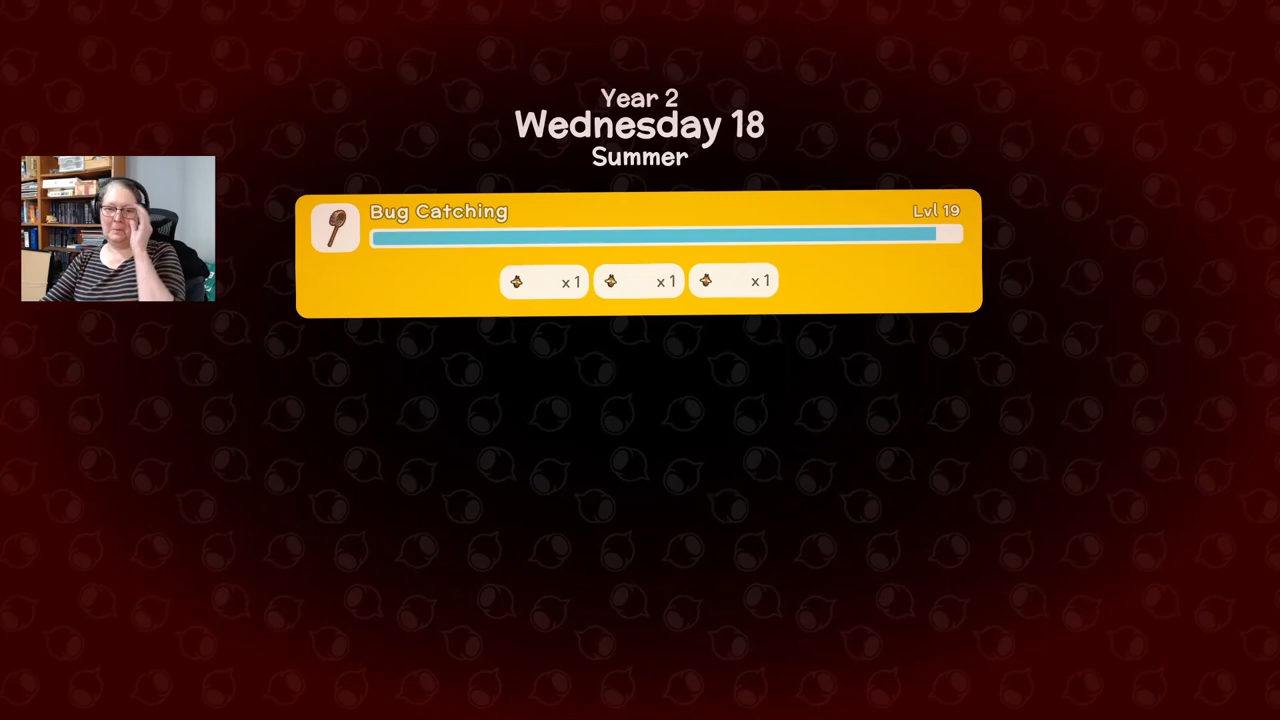 Year 2
Wednesday 18
Summer
Bug Catching Lvl 19
x1 x1 x1